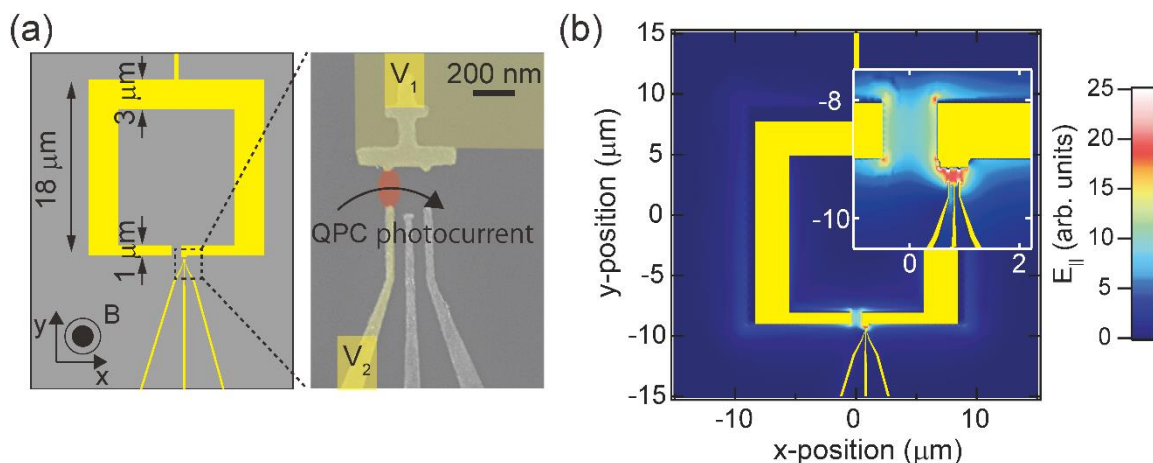 (a)
18 μm
3 μm
1 μm
B
y
x
V1
200 nm
QPC photocurrent
V2
(b)
y-position (μm)
15
10
5
0
-5
-10
-15
-10
0
10
x-position (μm)
-8
-10
0
2
25
20
15
10
5
0
E|| (arb. units)